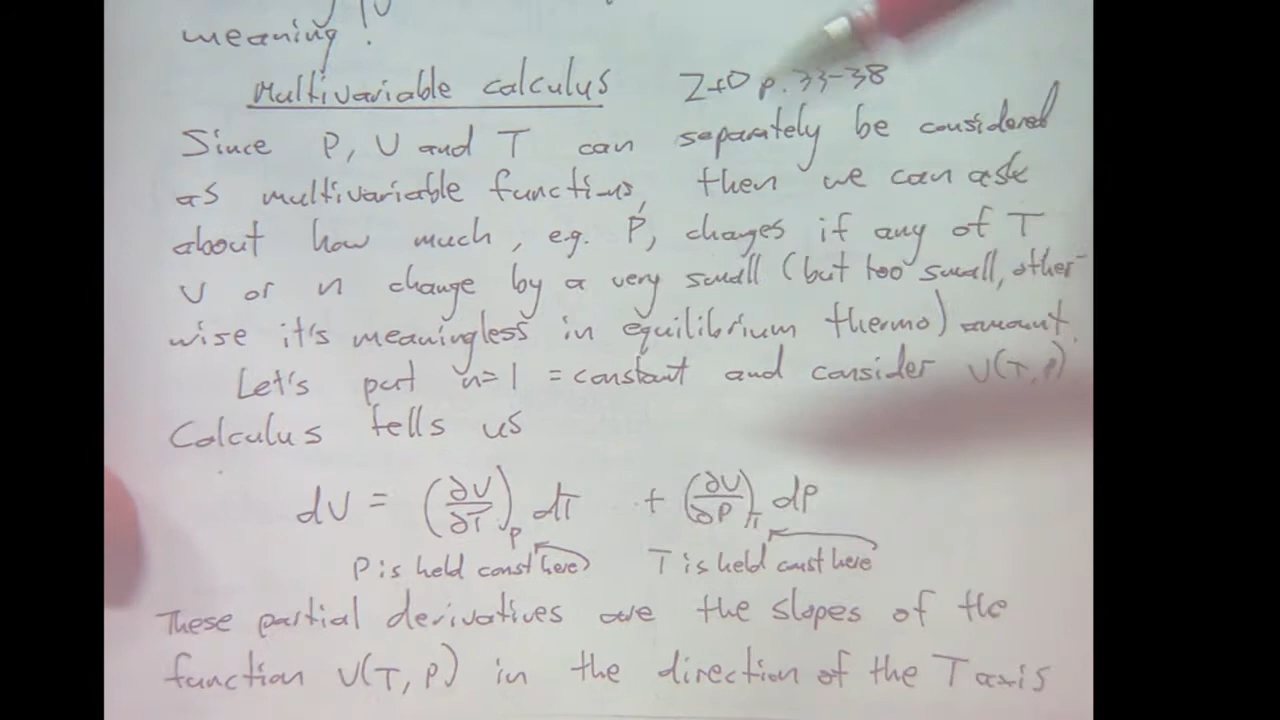 meaning!
Multivariable calculus Z+D p. 33-38
Since P, V and T can separately be considered
as multivariable functions, then we can ask
about how much, e.g. P, changes if any of T
V or n change by a very small (but too small, other-
wise it's meaningless in equilibrium thermo) amount.
Let's part n=1 = constant and consider V(T, P)
Calculus tells us
dV = (∂V/∂T)_P dT + (∂V/∂P)_T dP
P is held const here T is held const here
These partial derivatives are the slopes of the
function V(T, P) in the direction of the T axis